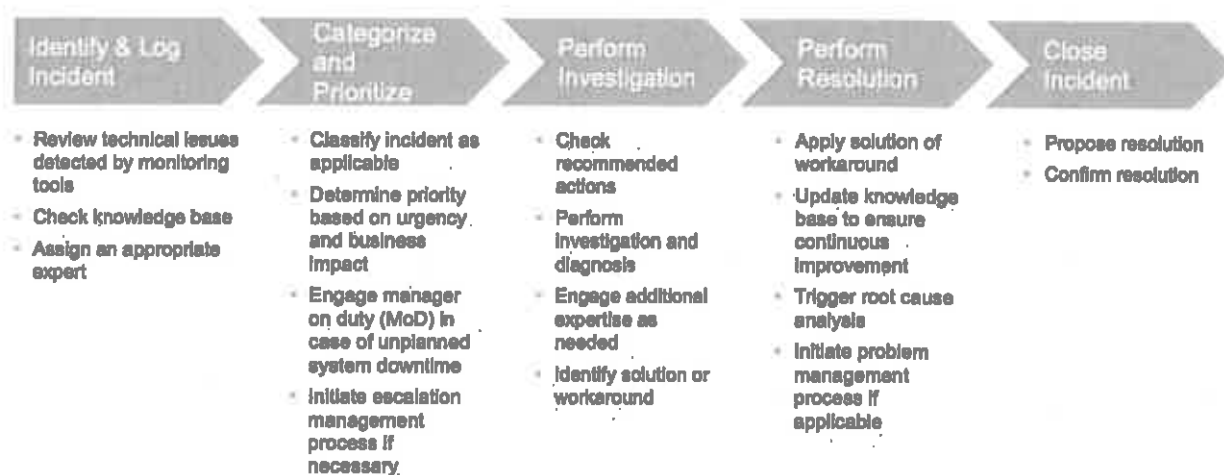 Identify & Log
Incident
Categorize
and
Prioritize
Perform
Investigation
Perform
Resolution
Close
Incident
Review technical issues
detected by monitoring
tools
Check knowledge base
Assign an appropriate
expert
Classify incident as
applicable
Determine priority
based on urgency
and business
impact
Engage manager
on duty (MoD) in
case of unplanned
system downtime
Initiate escalation
management
process if
necessary
Check
recommended
actions
Perform
investigation and
diagnosis
Engage additional
expertise as
needed
Identify solution or
workaround
Apply solution of
workaround
Update knowledge
base to ensure
continuous
improvement
Trigger root cause
analysis
Initiate problem
management
process if
applicable
Propose resolution
Confirm resolution